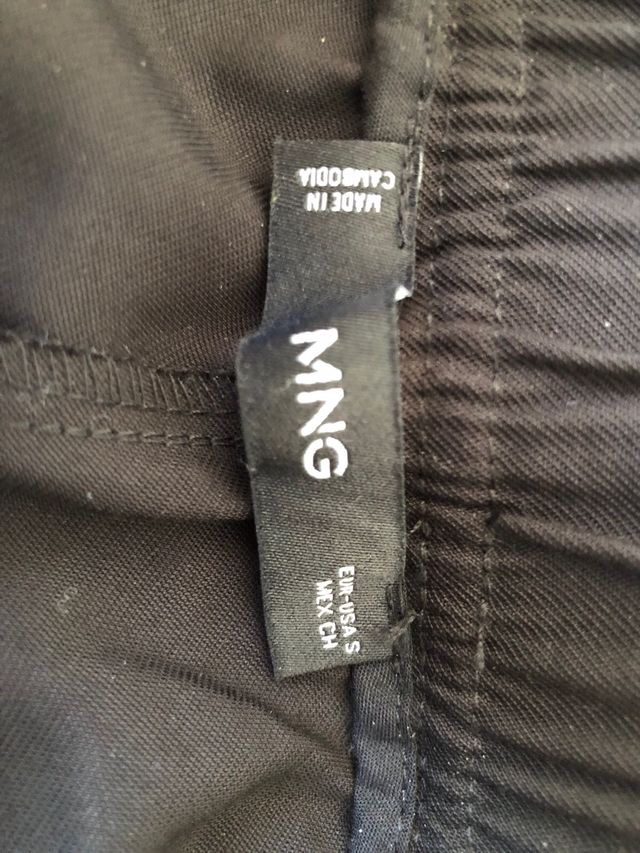 MADE IN
CAMBODIA
MNG
EUR-USA S
MEX CH